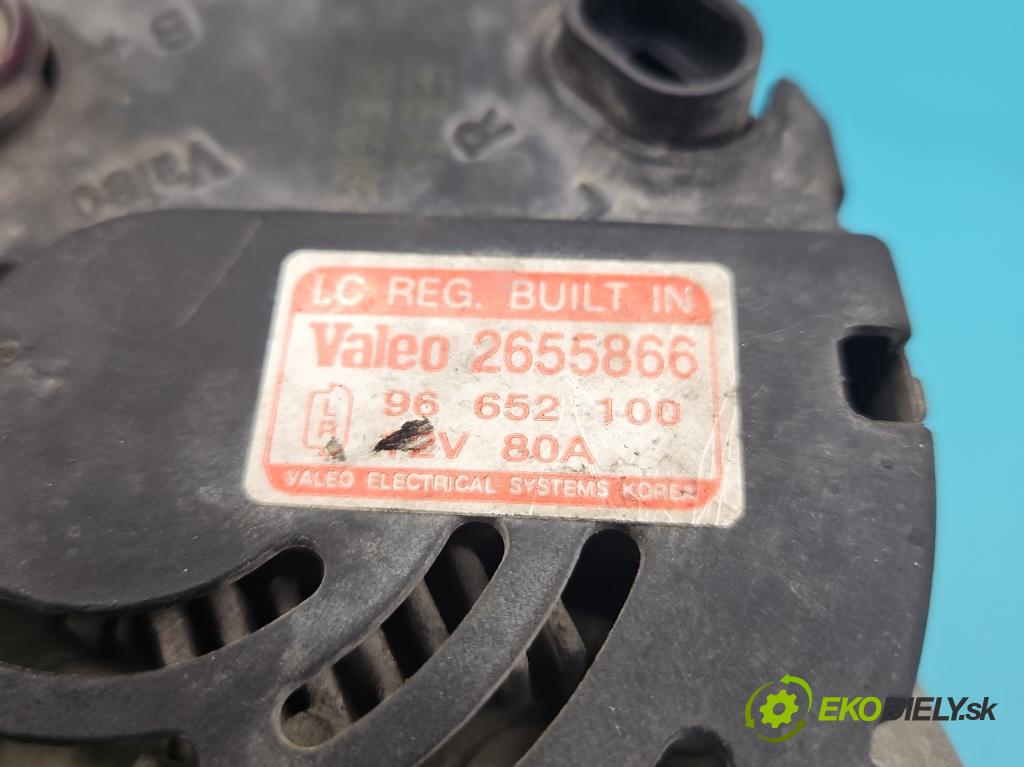 B+
Valeo
R
L
LC REG. BUILT IN
Valeo 2655866
L 96 652 100
R 12V 80A
VALEO ELECTRICAL SYSTEMS KOREA
EKODIELY.sk